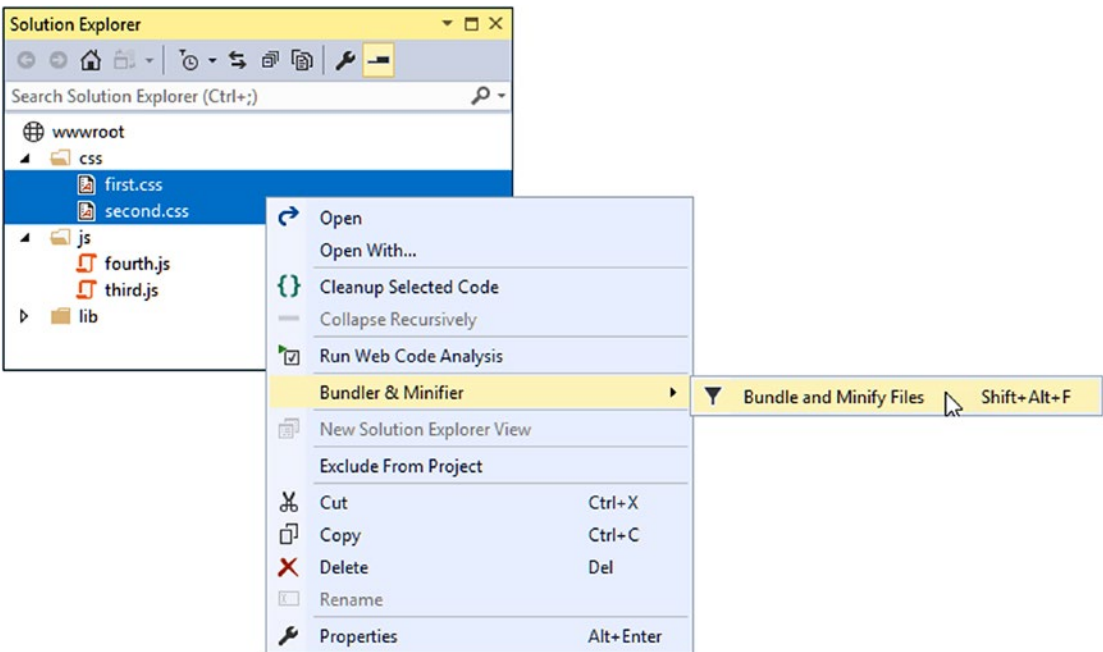 Solution Explorer
Search Solution Explorer (Ctrl+;)
wwwroot
css
first.css
second.css
js
fourth.js
third.js
lib
Open
Open With...
Cleanup Selected Code
Collapse Recursively
Run Web Code Analysis
Bundler & Minifier
Bundle and Minify Files Shift+Alt+F
New Solution Explorer View
Exclude From Project
Cut Ctrl+X
Copy Ctrl+C
Delete Del
Rename
Properties Alt+Enter